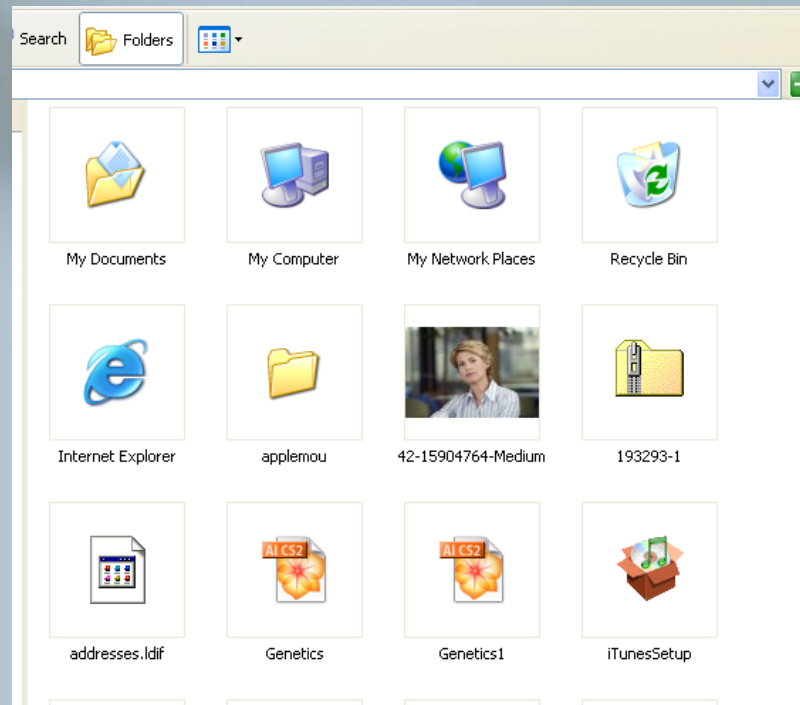 Search
Folders
My Documents
My Computer
My Network Places
Recycle Bin
Internet Explorer
applemou
42-15904764-Medium
193293-1
addresses.ldif
AI CS2
Genetics
AI CS2
Genetics1
iTunesSetup